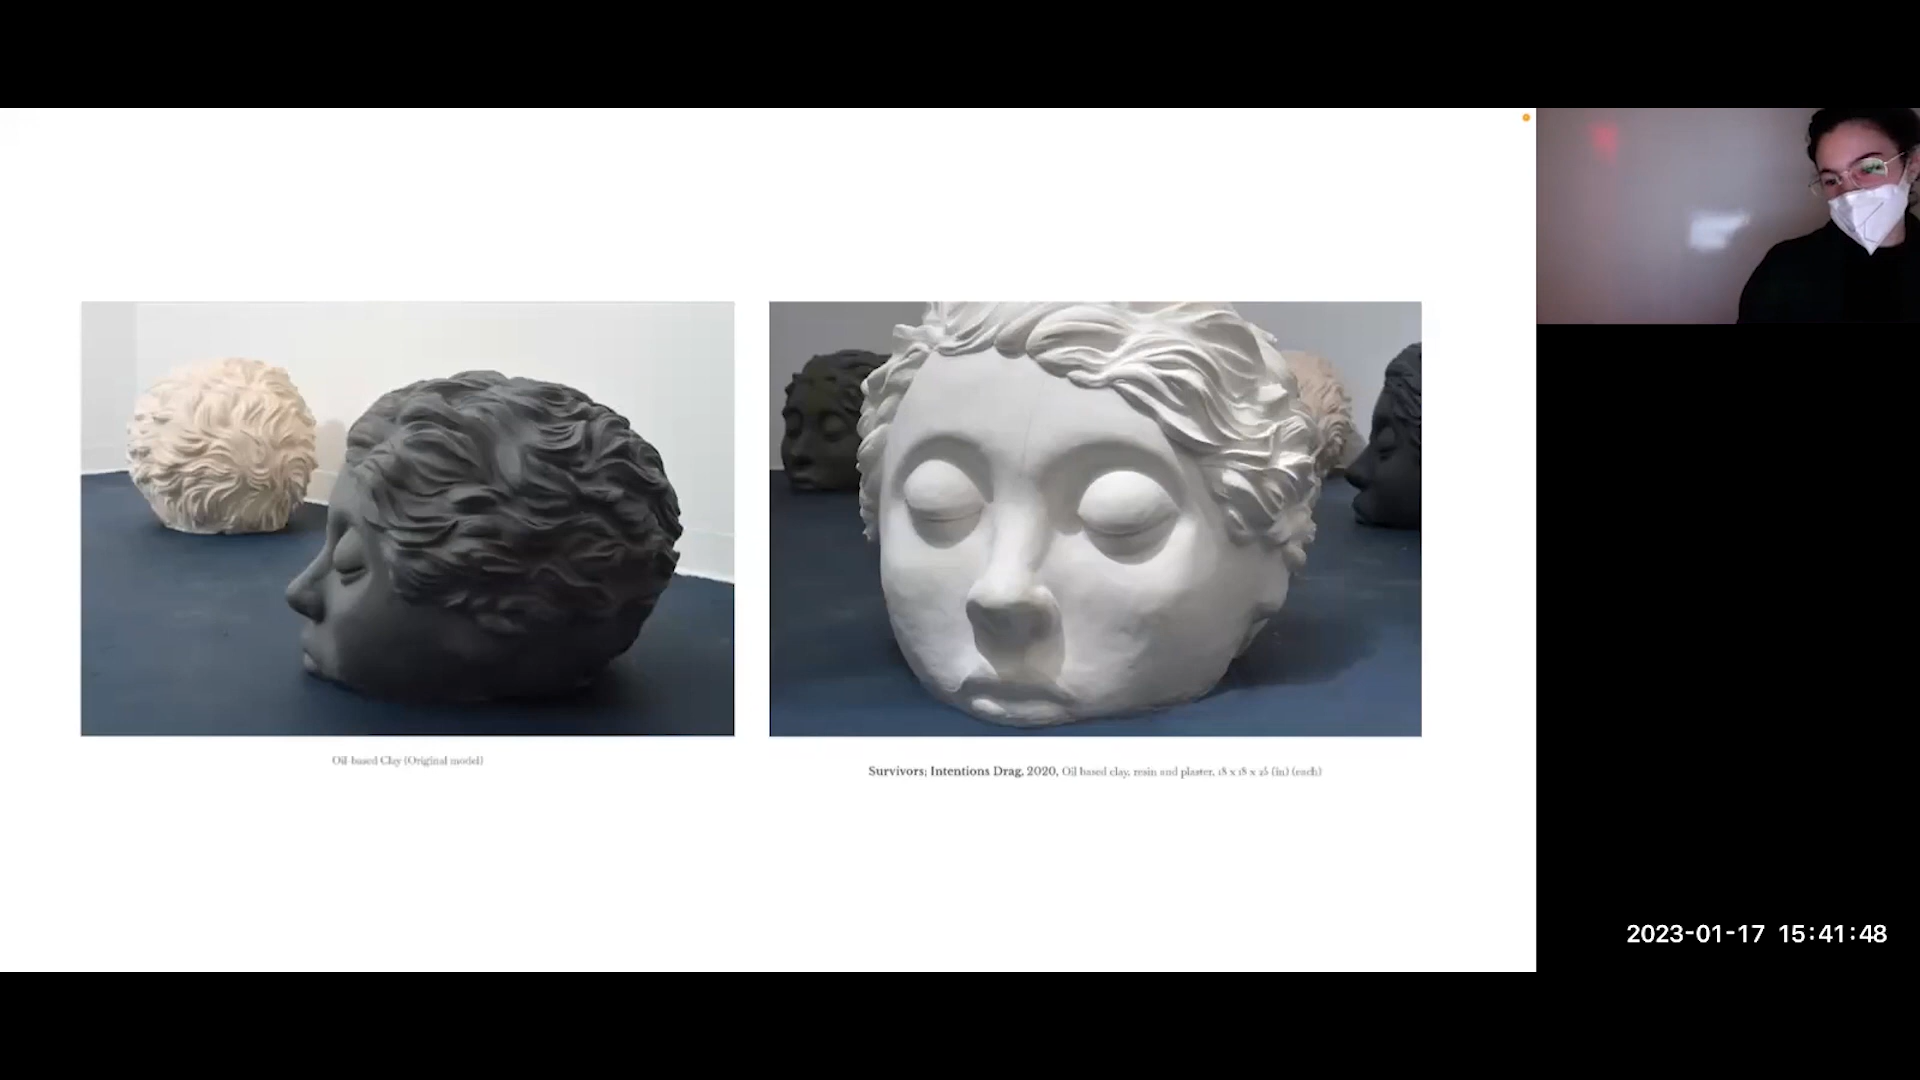 Oil-based Clay (Original model)
Survivors; Intentions Drag, 2020, Oil based clay, resin and plaster, 18 x 18 x 25 (in) (each)
2023-01-17 15:41:48